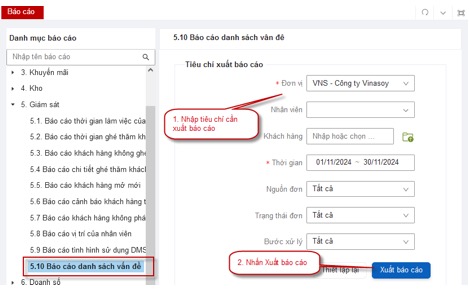 Báo cáo
Danh mục báo cáo
Nhập tên báo cáo
3. Khuyến mãi
4. Kho
5. Giám sát
5.1. Báo cáo thời gian làm việc của
5.2. Báo cáo thời gian ghé thăm kh
5.3. Báo cáo khách hàng không ghé
5.4 Báo cáo chi tiết ghé thăm khách
5.5 Báo cáo khách hàng mở mới
5.6 Báo cáo cảnh báo khách hàng t
5.7 Báo cáo khách hàng không phá
5.8 Báo cáo vị trí của nhân viên
5.9 Báo cáo tình hình sử dụng DMS
5.10 Báo cáo danh sách vấn đề
6. Doanh số
5.10 Báo cáo danh sách vấn đề
Tiêu chí xuất báo cáo
* Đơn vị
VNS - Công ty Vinasoy
1. Nhập tiêu chí cần
xuất báo cáo
Nhân viên
Khách hàng
Nhập hoặc chọn ...
* Thời gian
01/11/2024 ~ 30/11/2024
Nguồn đơn
Tất cả
Trạng thái đơn
Tất cả
Bước xử lý
Tất cả
2. Nhấn Xuất báo cáo
Thiết lập lại
Xuất báo cáo